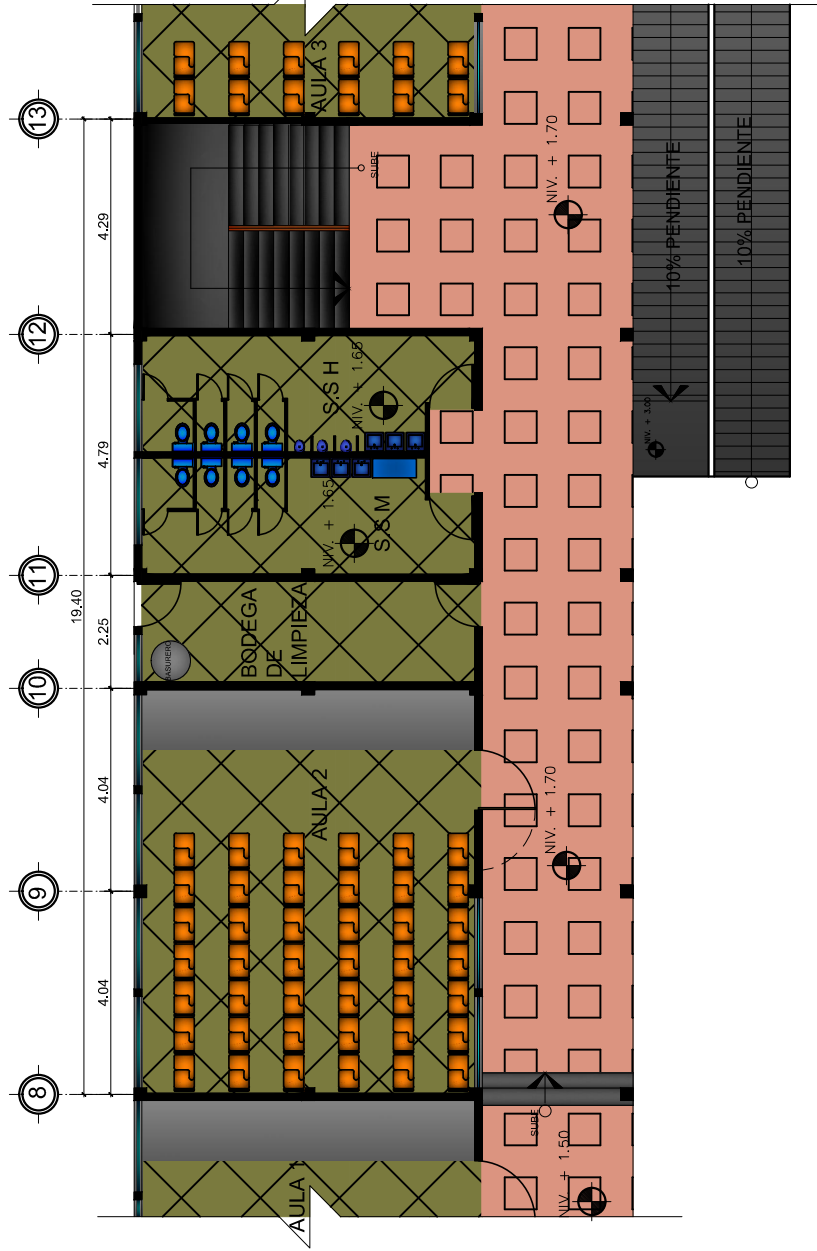 AULA 3
13
SUBE
NIV. + 1.70
10% PENDIENTE
10% PENDIENTE
4.29
12
S.S H
NIV. + 1.65
NIV. + 3.00
4.79
NIV. + 1.65
S.S M
11
19.40
2.25
BODEGA
DE
LIMPIEZA
BASURERO
10
4.04
AULA 2
NIV. + 1.70
9
4.04
8
SUBE
NIV. + 1.50
AULA 1